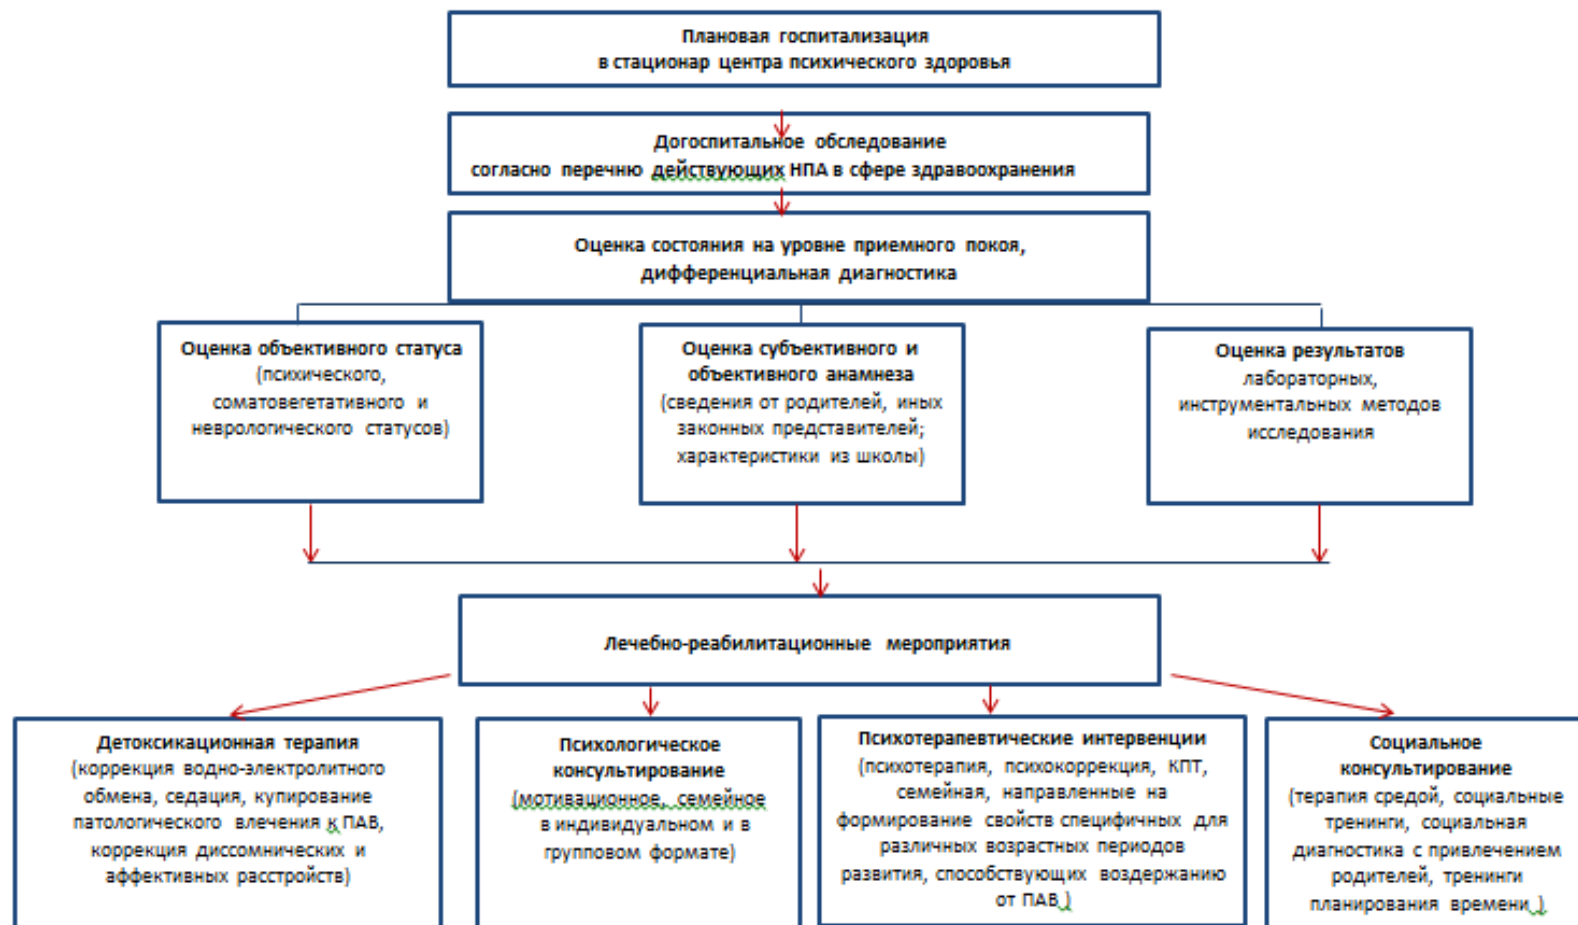 Плановая госпитализация
в стационар центра психического здоровья
Догоспитальное обследование
согласно перечню действующих НПА в сфере здравоохранения
Оценка состояния на уровне приемного покоя,
дифференциальная диагностика
Оценка объективного статуса
(психического,
соматовегетативного и
неврологического статусов)
Оценка субъективного и
объективного анамнеза
(сведения от родителей, иных
законных представителей;
характеристики из школы)
Оценка результатов
лабораторных,
инструментальных методов
исследования
Лечебно-реабилитационные мероприятия
Детоксикационная терапия
(коррекция водно-электролитного
обмена, седация, купирование
патологического влечения к ПАВ,
коррекция диссомнических и
аффективных расстройств)
Психологическое
консультирование
(мотивационное, семейное
в индивидуальном и в
групповом формате)
Психотерапевтические интервенции
(психотерапия, психокоррекция, КПТ,
семейная, направленные на
формирование свойств специфичных для
различных возрастных периодов
развития, способствующих воздержанию
от ПАВ )
Социальное
консультирование
(терапия средой, социальные
тренинги, социальная
диагностика с привлечением
родителей, тренинги
планирования времени )